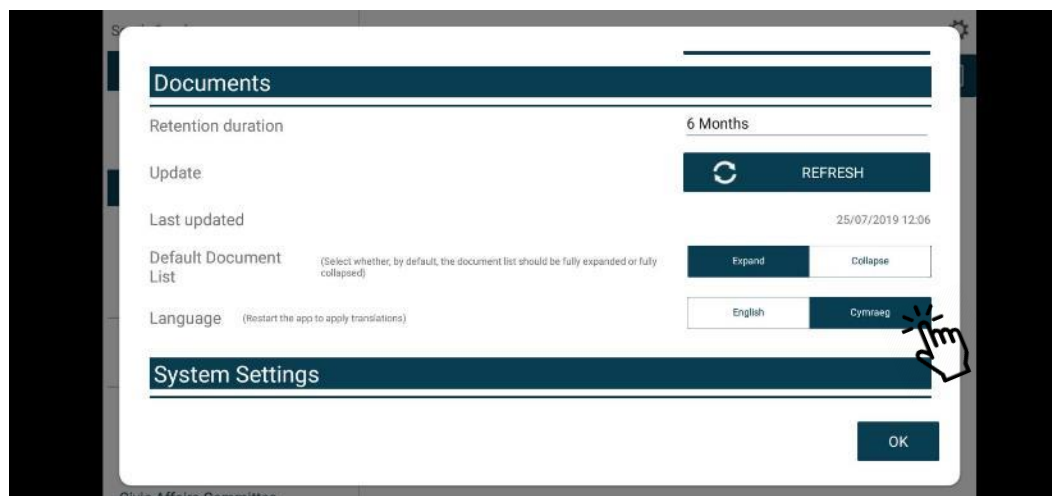 Documents
Retention duration
6 Months
Update
REFRESH
Last updated
25/07/2019 12:06
Default Document
List
(Select whether, by default, the document list should be fully expanded or fully
collapsed)
Expand
Collapse
Language
(Restart the app to apply translations)
English
Cymraeg
System Settings
OK